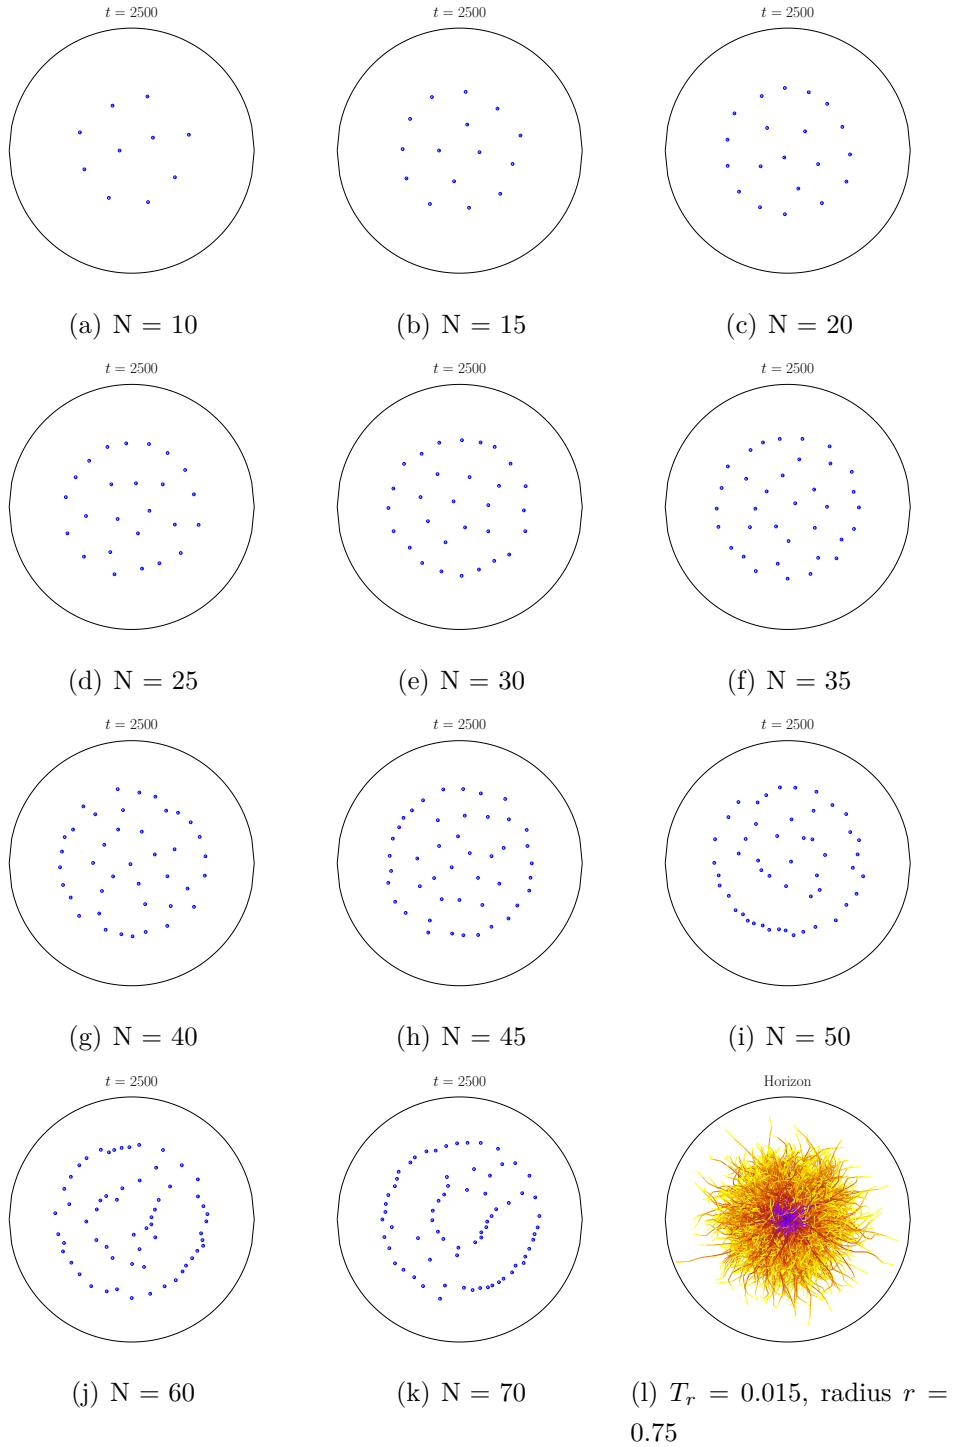 t = 2500
t = 2500
t = 2500
(a) N = 10
(b) N = 15
(c) N = 20
t = 2500
t = 2500
t = 2500
(d) N = 25
(e) N = 30
(f) N = 35
t = 2500
t = 2500
t = 2500
(g) N = 40
(h) N = 45
(i) N = 50
t = 2500
t = 2500
Horizon
(j) N = 60
(k) N = 70
(l) T_r = 0.015, radius r =
0.75